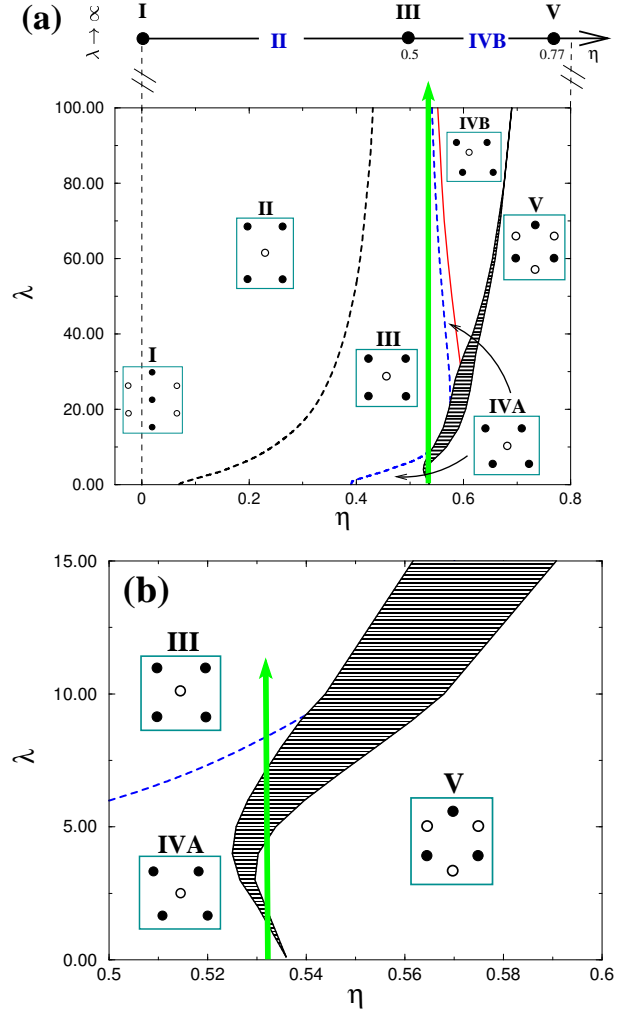 (a)
I III V
λ → ∞ II 0.5 IVB 0.77 η
100.00
80.00
60.00
40.00
20.00
0.00
λ
IVB
II
V
III
I
IVA
0 0.2 0.4 0.6 0.8
η
(b)
15.00
10.00
5.00
0.00
λ
III
V
IVA
0.5 0.52 0.54 0.56 0.58 0.6
η